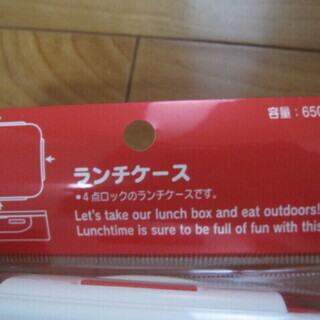 容量:650
ランチケース
•4点ロックのランチケースです。
Let's take our lunch box and eat outdoors!
Lunchtime is sure to be full of fun with this